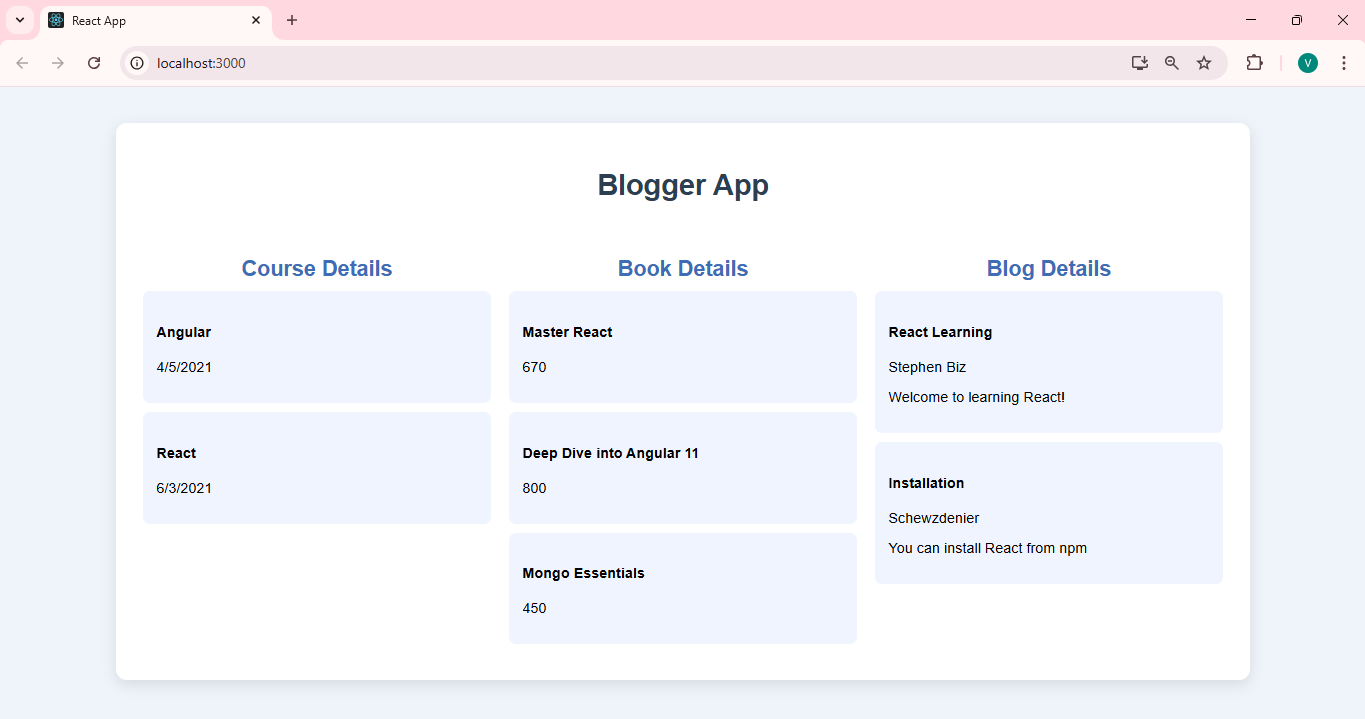 React App
localhost:3000
V
Blogger App
Course Details
Angular
4/5/2021
React
6/3/2021
Book Details
Master React
670
Deep Dive into Angular 11
800
Mongo Essentials
450
Blog Details
React Learning
Stephen Biz
Welcome to learning React!
Installation
Schewzdenier
You can install React from npm